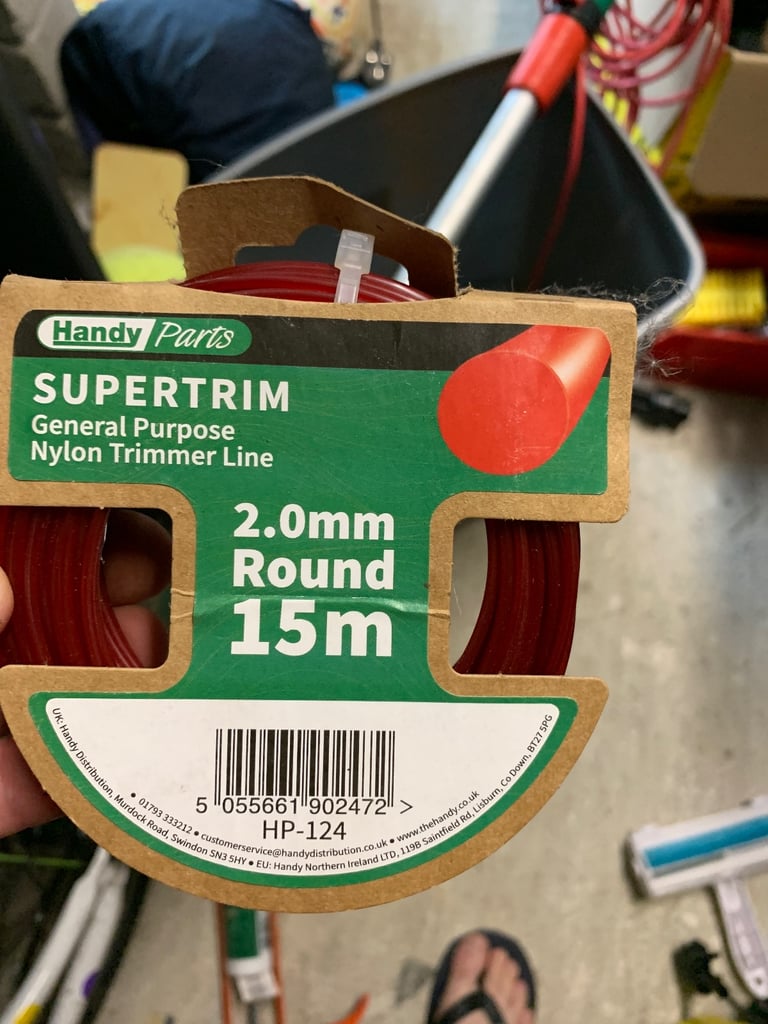 Handy Parts
SUPERTRIM
General Purpose
Nylon Trimmer Line
2.0mm
Round
15m
5 055661 902472 >
HP-124
• 01793 333212 • customerservice@handydistribution.co.uk • www.thehandy.co.uk
UK: Handy Distribution, Murdock Road, Swindon SN3 5HY • EU: Handy Northern Ireland LTD, 119B Saintfield Rd, Lisburn, Co Down, BT27 5PG